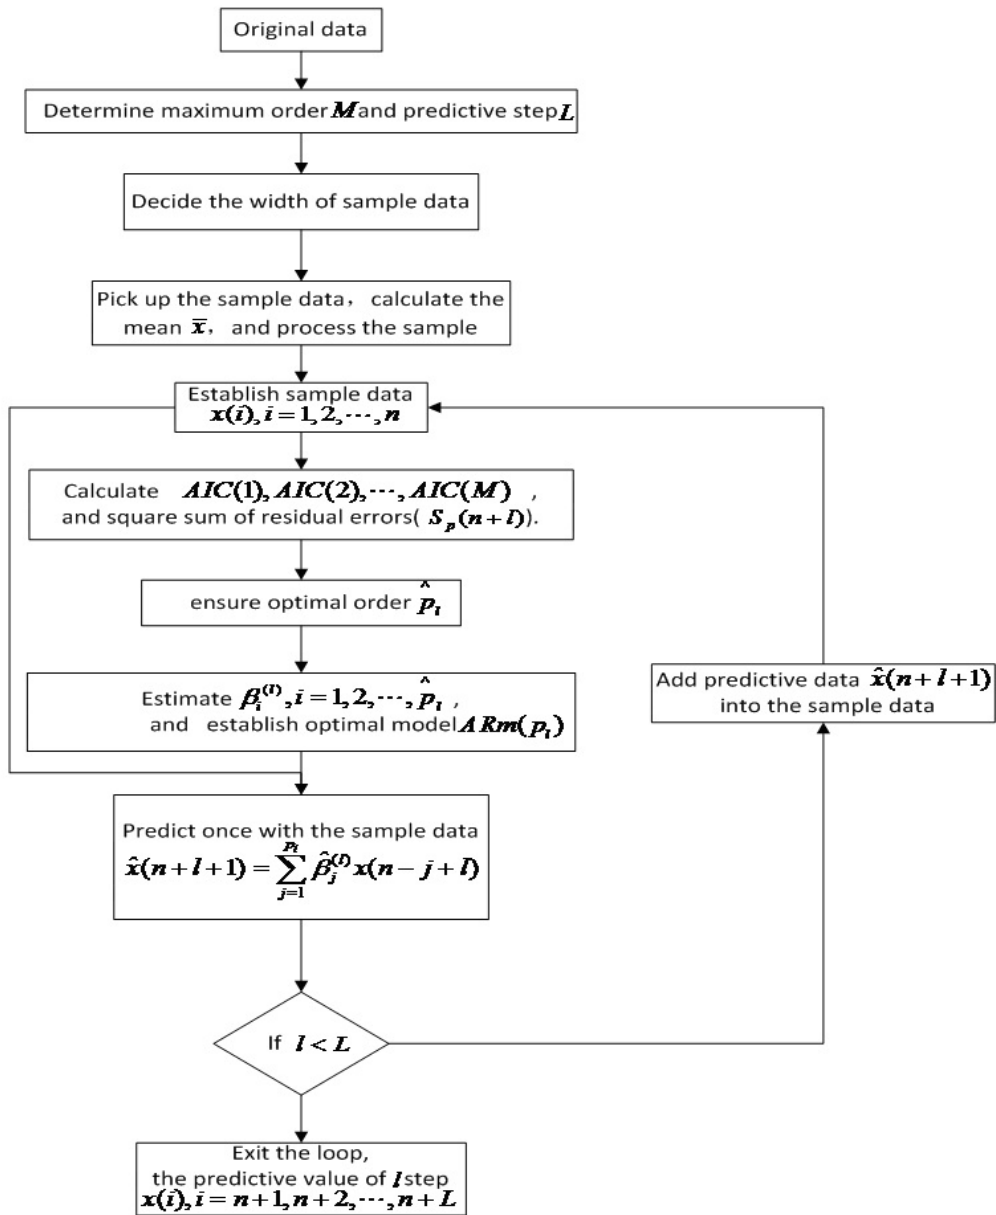 Original data
Determine maximum order M and predictive step L
Decide the width of sample data
Pick up the sample data, calculate the
mean x̄, and process the sample
Establish sample data
x(i), i = 1, 2, ⋯, n
Calculate AIC(1), AIC(2), ⋯, AIC(M) ,
and square sum of residual errors( S_p(n+l)).
ensure optimal order p̂_l
Estimate β_i^(l), i = 1, 2, ⋯, p̂_l ,
and establish optimal model ARm(p_l)
Add predictive data x̂(n+l+1)
into the sample data
Predict once with the sample data
x̂(n+l+1) = ∑_{j=1}^{p_l} β̂_j^(l) x(n−j+l)
If l < L
Exit the loop,
the predictive value of l step
x(i), i = n+1, n+2, ⋯, n+L